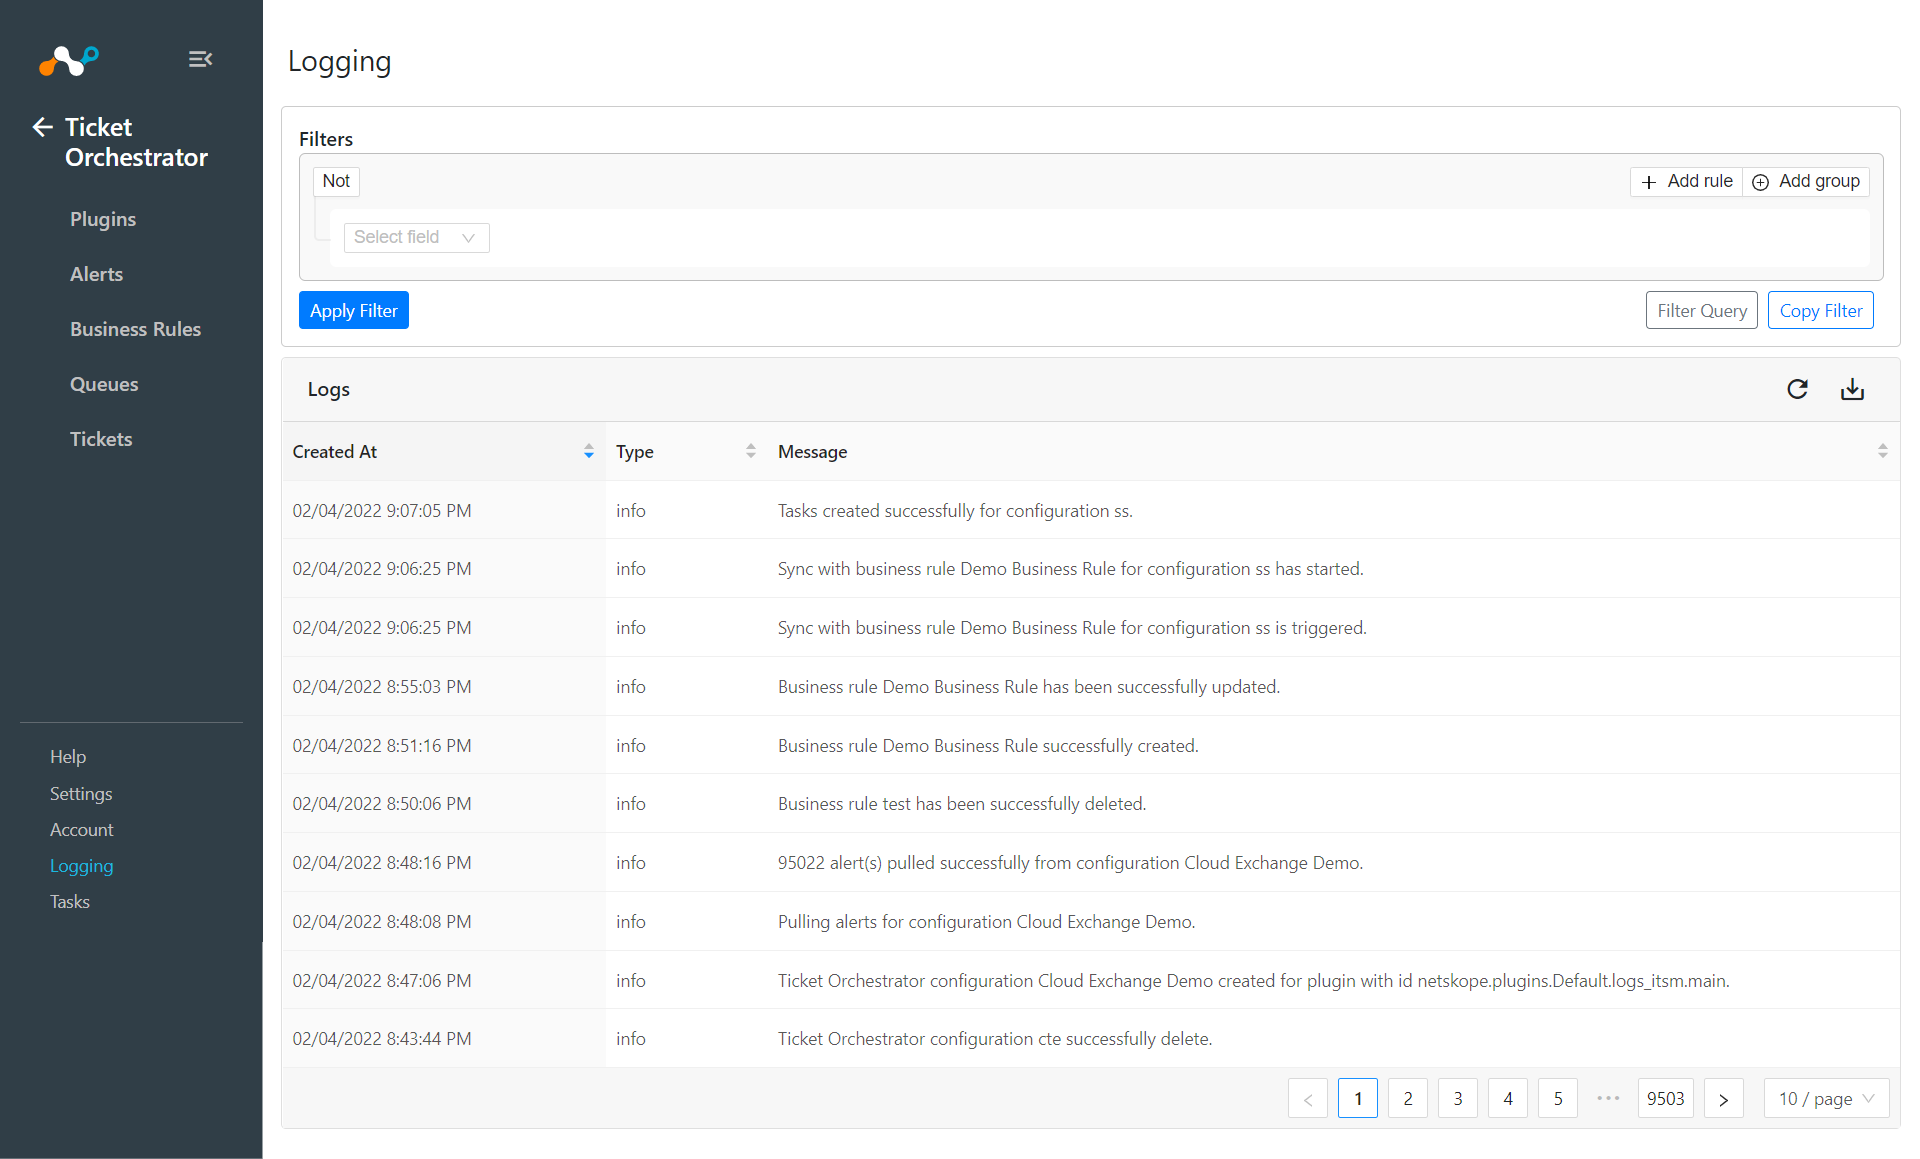 Ticket
Orchestrator
Plugins
Alerts
Business Rules
Queues
Tickets
Help
Settings
Account
Logging
Tasks
Logging
Filters
Not
Add rule
Add group
Select field
Apply Filter
Filter Query
Copy Filter
Logs
Created At Type Message
02/04/2022 9:07:05 PM info Tasks created successfully for configuration ss.
02/04/2022 9:06:25 PM info Sync with business rule Demo Business Rule for configuration ss has started.
02/04/2022 9:06:25 PM info Sync with business rule Demo Business Rule for configuration ss is triggered.
02/04/2022 8:55:03 PM info Business rule Demo Business Rule has been successfully updated.
02/04/2022 8:51:16 PM info Business rule Demo Business Rule successfully created.
02/04/2022 8:50:06 PM info Business rule test has been successfully deleted.
02/04/2022 8:48:16 PM info 95022 alert(s) pulled successfully from configuration Cloud Exchange Demo.
02/04/2022 8:48:08 PM info Pulling alerts for configuration Cloud Exchange Demo.
02/04/2022 8:47:06 PM info Ticket Orchestrator configuration Cloud Exchange Demo created for plugin with id netskope.plugins.Default.logs_itsm.main.
02/04/2022 8:43:44 PM info Ticket Orchestrator configuration cte successfully delete.
< 1 2 3 4 5 ••• 9503 > 10 / page